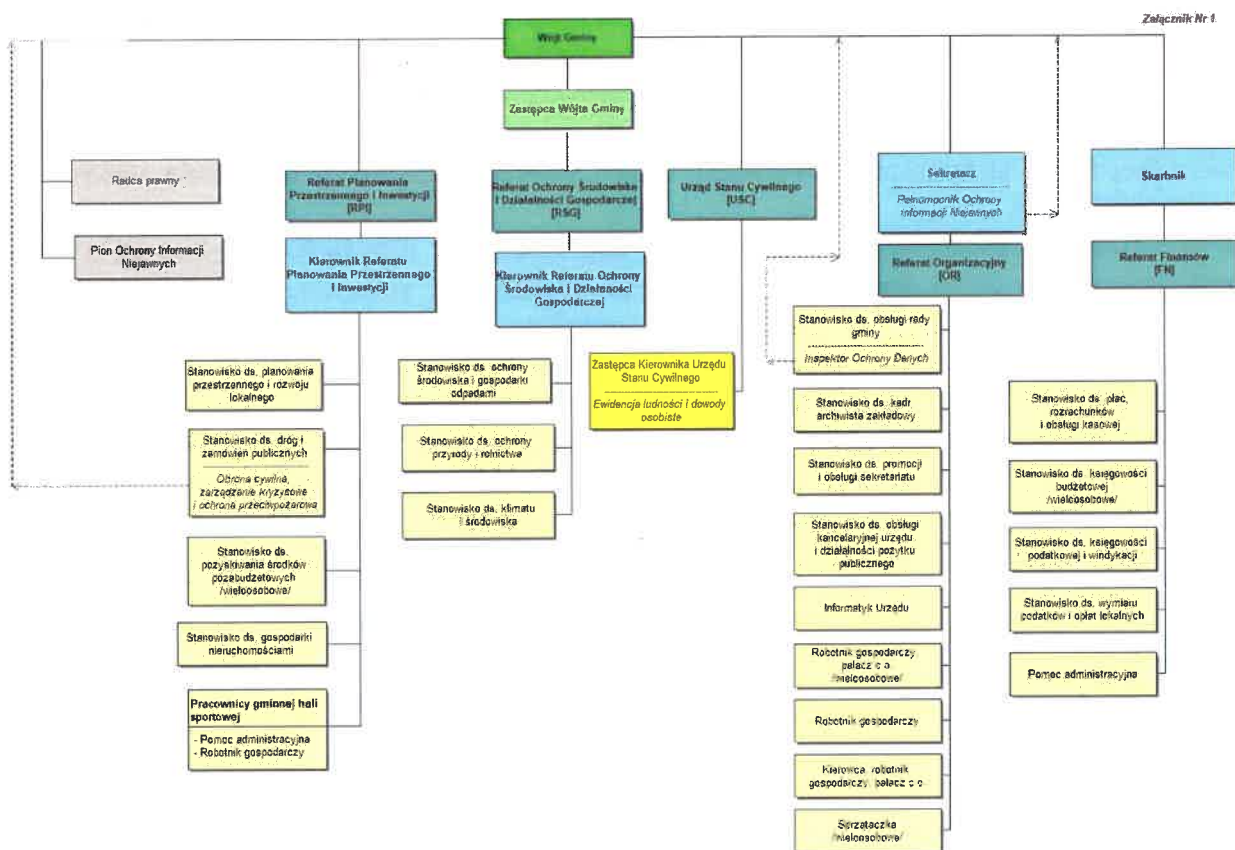 Załącznik Nr 1
Wójt Gminy
Zastępca Wójta Gminy
Radca prawny
Pion Ochrony Informacji
Niejawnych
Referat Planowania
Przestrzennego i Inwestycji
[RPI]
Kierownik Referatu
Planowania Przestrzennego
i Inwestycji
Stanowisko ds. planowania
przestrzennego i rozwoju
lokalnego
Stanowisko ds. dróg i
zamówień publicznych
Obrona cywilna,
zarządzanie kryzysowe
i ochrona przeciwpożarowa
Stanowisko ds.
pozyskiwania środków
pozabudżetowych
/wieloosobowe/
Stanowisko ds. gospodarki
nieruchomościami
Pracownicy gminnej hali
sportowej
- Pomoc administracyjna
- Robotnik gospodarczy
Referat Ochrony Środowiska
i Działalności Gospodarczej
[RSG]
Kierownik Referatu Ochrony
Środowiska i Działaności
Gospodarczej
Stanowisko ds. ochrony
środowiska i gospodarki
odpadami
Stanowisko ds. ochrony
przyrody i rolnictwa
Stanowisko ds. klimatu
i środowiska
Urząd Stanu Cywilnego
[USC]
Zastępca Kierownika Urzędu
Stanu Cywilnego
Ewidencja ludności i dowody
osobiste
Sekretarz
Pełnomocnik Ochrony
Informacji Niejawnych
Referat Organizacyjny
[OR]
Stanowisko ds. obsługi rady
gminy
Inspektor Ochrony Danych
Stanowisko ds. kadr
archiwista zakładowy
Stanowisko ds. promocji
i obsługi sekretariatu
Stanowisko ds. obsługi
kancelaryjnej urzędu
i działalności pożytku
publicznego
Informatyk Urzędu
Robotnik gospodarczy
palacz c.o.
/wieloosobowe/
Robotnik gospodarczy
Kierowca, robotnik
gospodarczy, palacz c.o.
Sprzątaczka
/wieloosobowe/
Skarbnik
Referat Finansów
[FN]
Stanowisko ds. płac,
rozrachunków
i obsługi kasowej
Stanowisko ds. księgowości
budżetowej
/wieloosobowe/
Stanowisko ds. księgowości
podatkowej i windykacji
Stanowisko ds. wymiaru
podatków i opłat lokalnych
Pomoc administracyjna